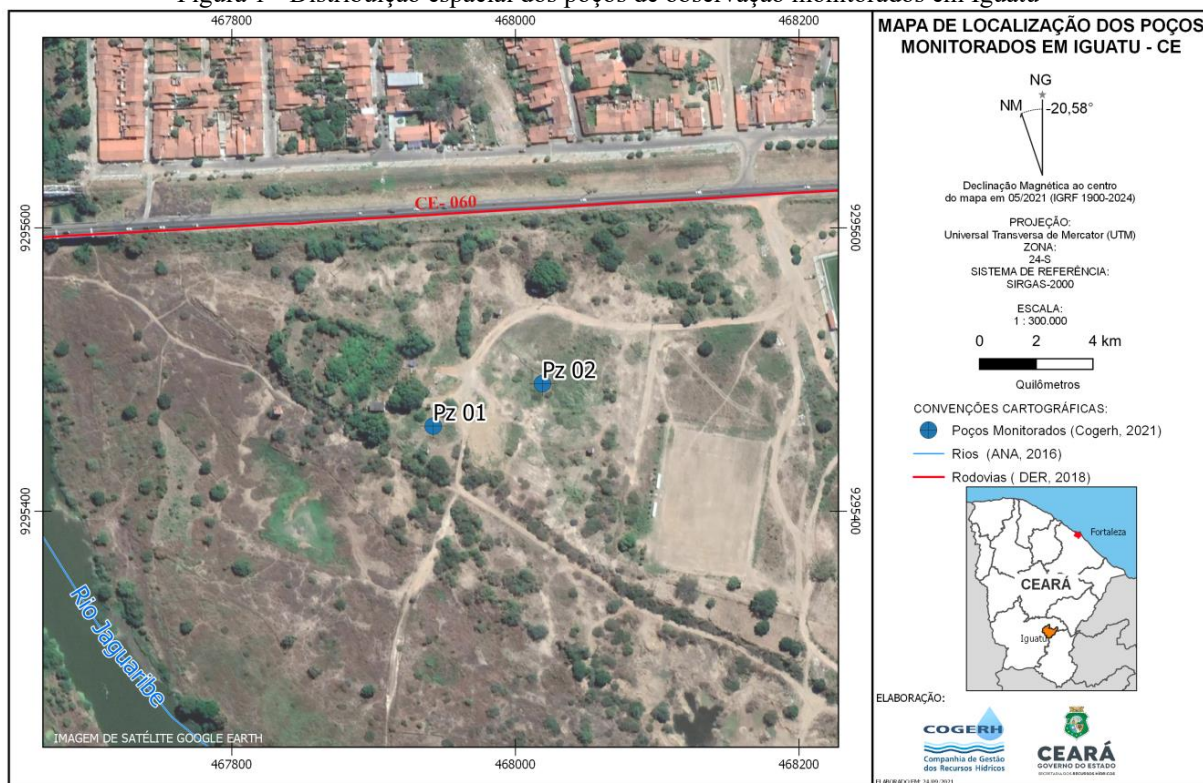 Figura 1 - Distribuição espacial dos poços de observação monitorados em Iguatu
467800
468000
468200
9295600
9295400
9295600
9295400
CE- 060
Pz 02
Pz 01
Rio Jaguaribe
IMAGEM DE SATÉLITE GOOGLE EARTH
467800
468000
468200
MAPA DE LOCALIZAÇÃO DOS POÇOS
MONITORADOS EM IGUATU - CE
NG
NM
-20,58°
Declinação Magnética ao centro
do mapa em 05/2021 (IGRF 1900-2024)
PROJEÇÃO:
Universal Transversa de Mercator (UTM)
ZONA:
24-S
SISTEMA DE REFERÊNCIA:
SIRGAS-2000
ESCALA:
1 : 300.000
0 2 4 km
Quilômetros
CONVENÇÕES CARTOGRÁFICAS:
Poços Monitorados (Cogerh, 2021)
Rios (ANA, 2016)
Rodovias ( DER, 2018)
Fortaleza
CEARÁ
Iguatu
ELABORAÇÃO:
COGERH
Companhia de Gestão
dos Recursos Hídricos
CEARÁ
GOVERNO DO ESTADO
SECRETARIA DOS RECURSOS HÍDRICOS